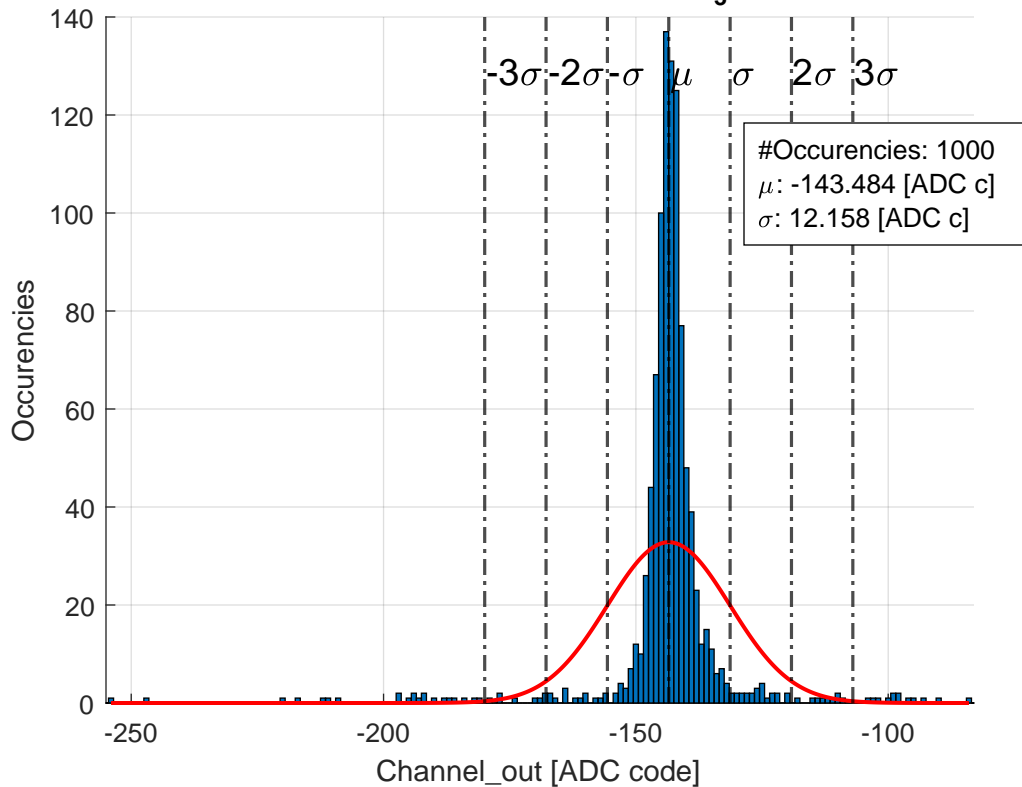 140
120
100
80
60
40
20
0
-3σ -2σ -σ μ σ 2σ 3σ
#Occurencies: 1000
μ: -143.484 [ADC c]
σ: 12.158 [ADC c]
Occurencies
-250 -200 -150 -100
Channel_out [ADC code]